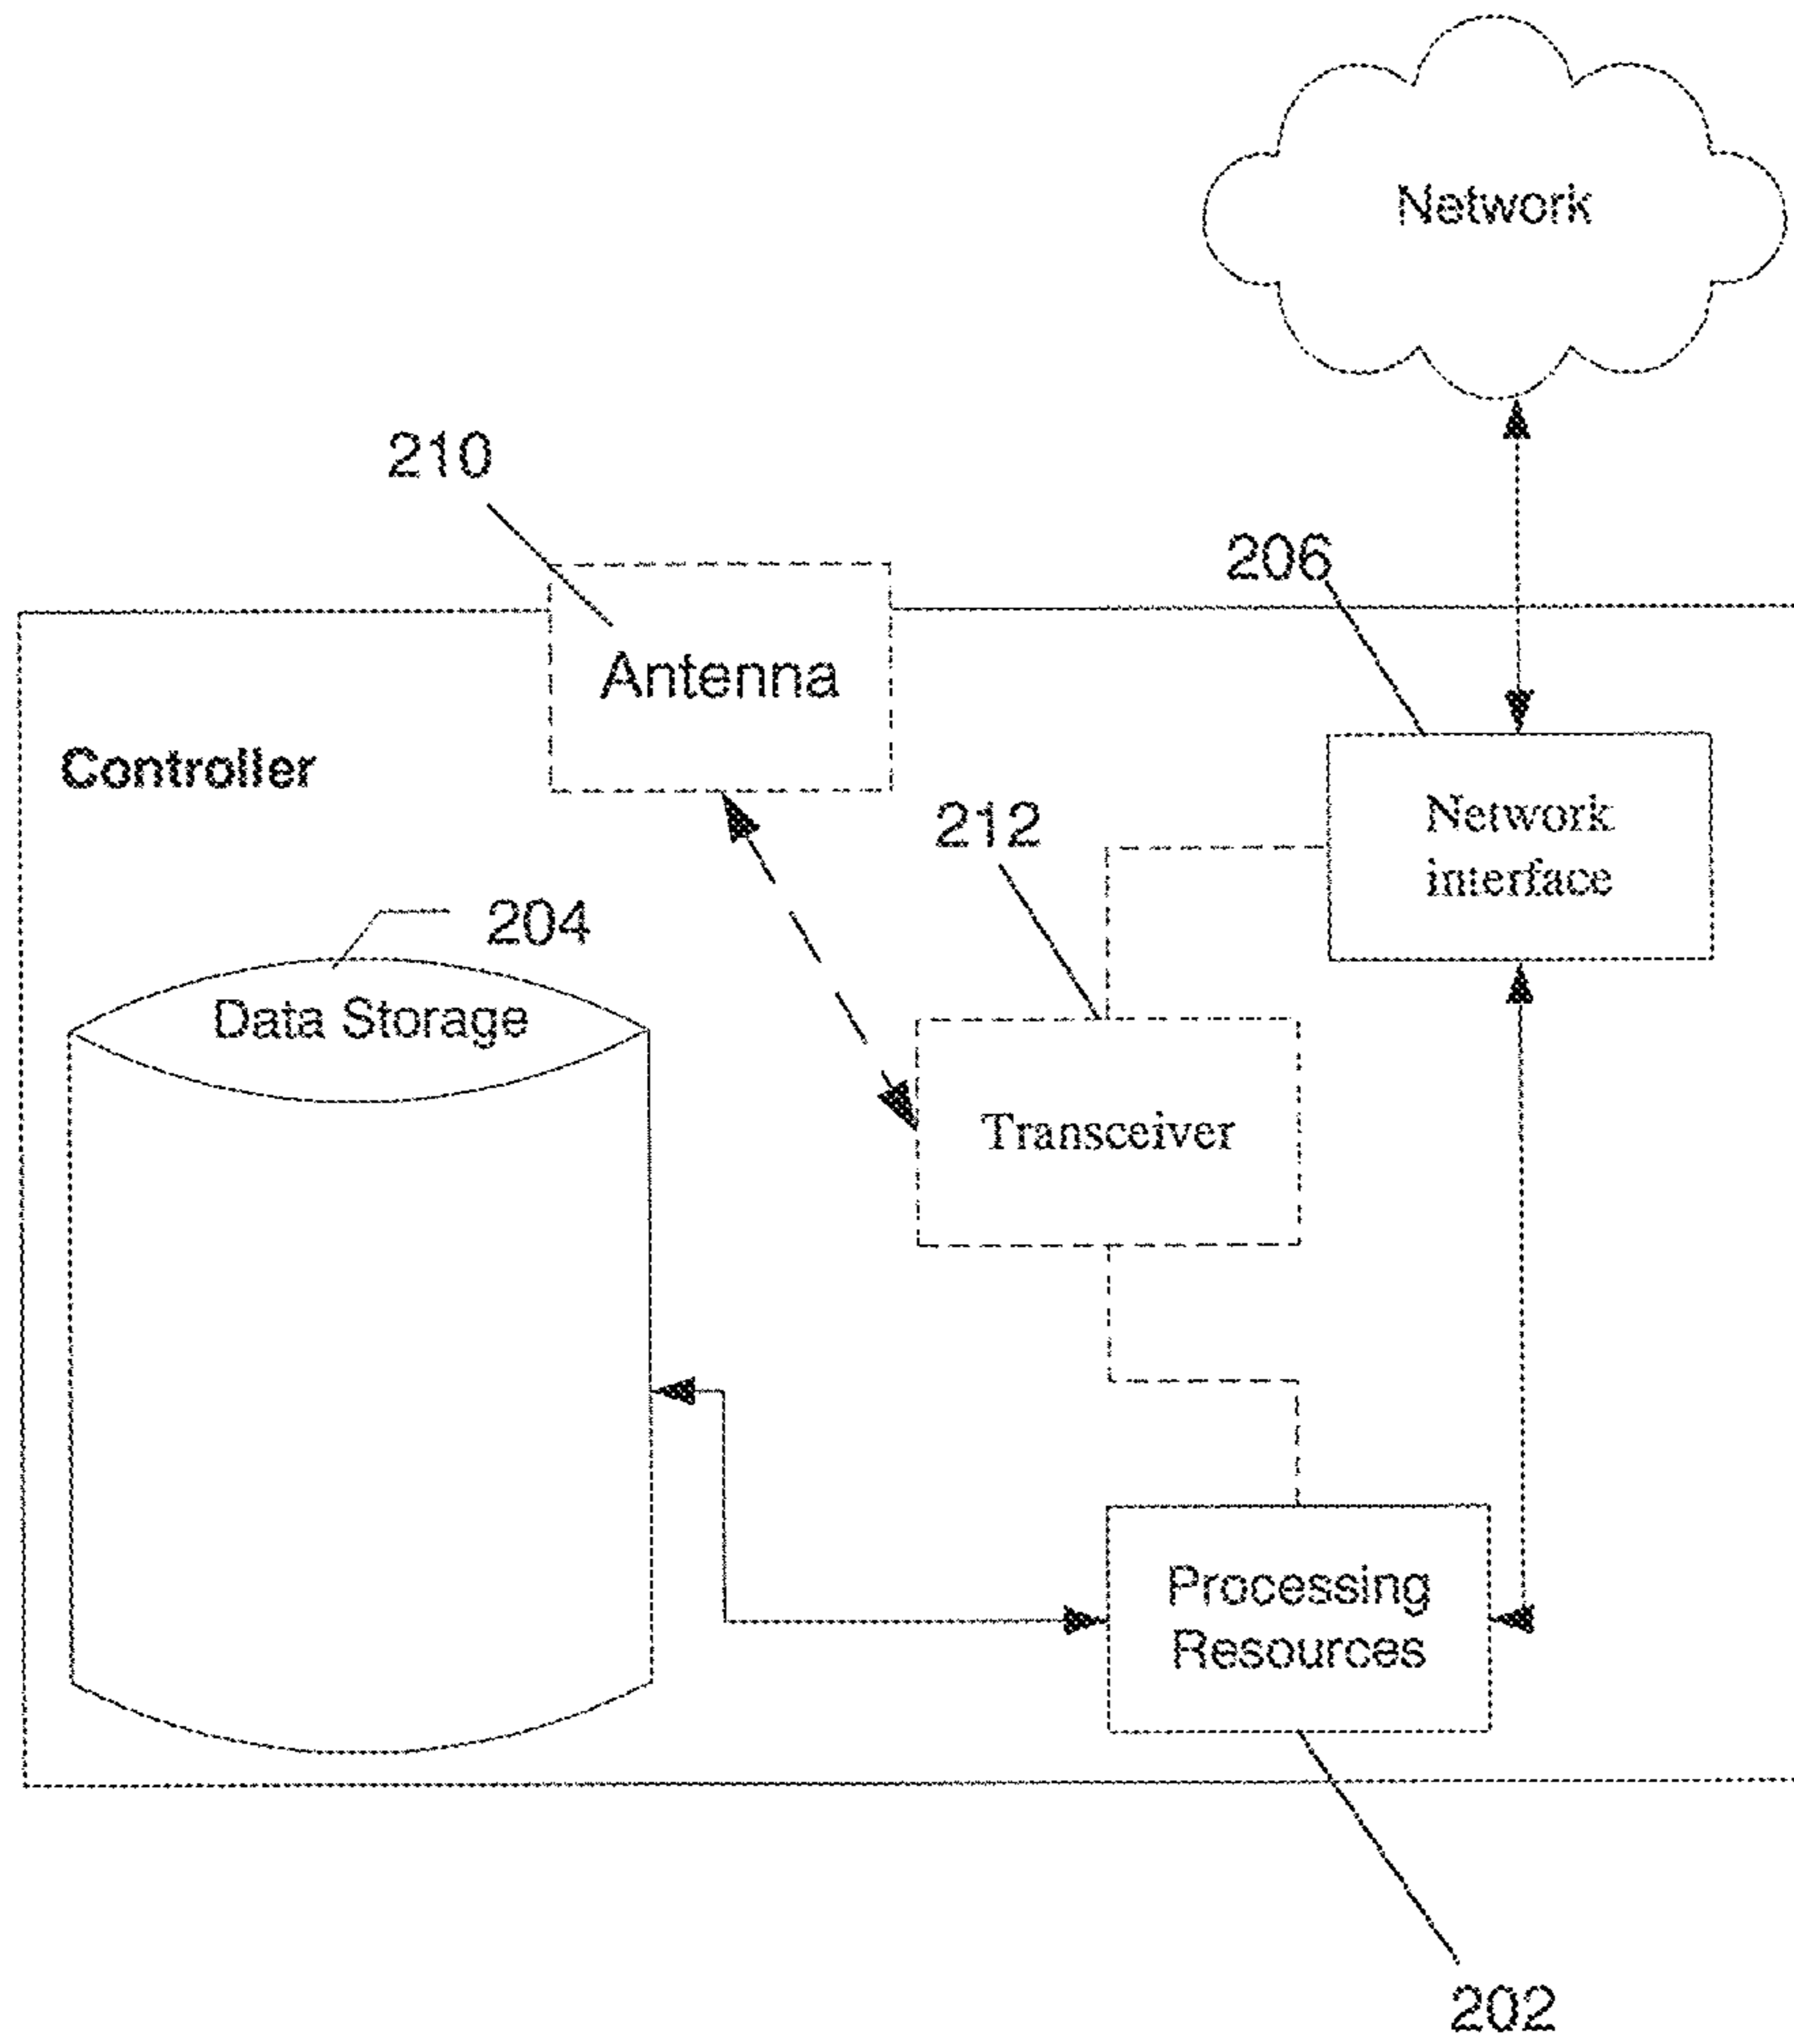 Network
210
206
Antenna
Controller
Network
interface
212
204
Data Storage
Transceiver
Processing
Resources
202